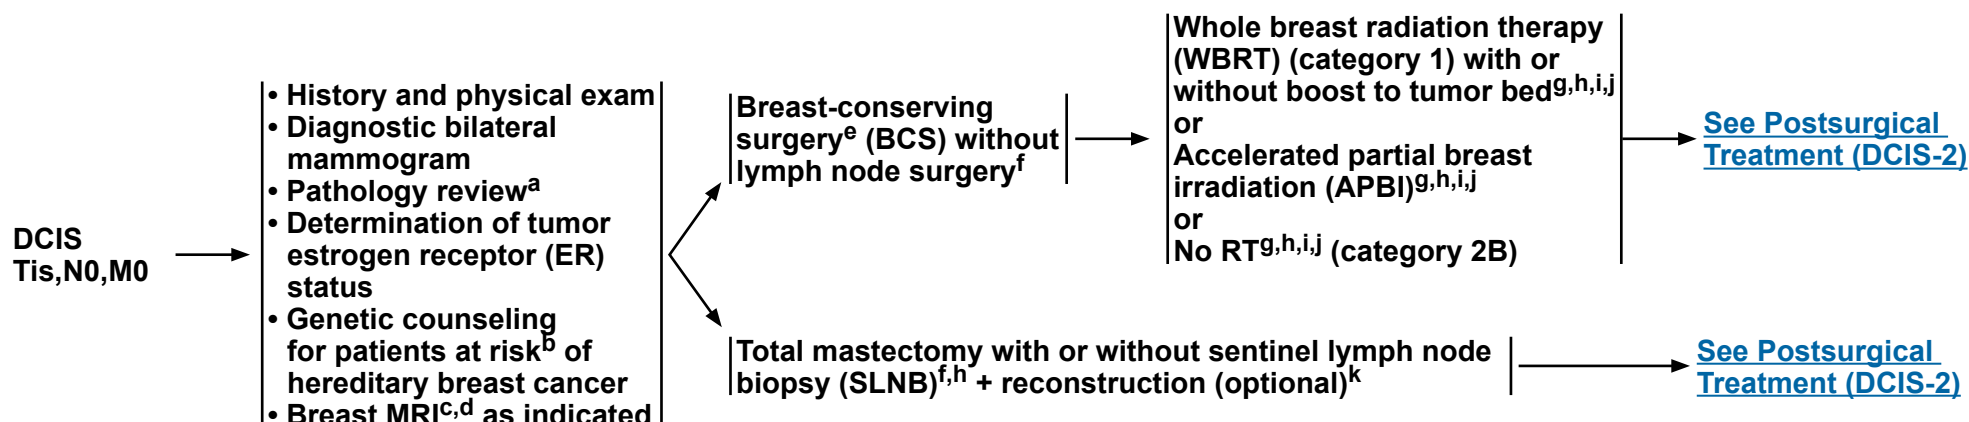 DCIS
Tis,N0,M0
• History and physical exam
• Diagnostic bilateral
mammogram
• Pathology reviewa
• Determination of tumor
estrogen receptor (ER)
status
• Genetic counseling
for patients at riskb of
hereditary breast cancer
• Breast MRIc,d as indicated
Breast-conserving
surgerye (BCS) without
lymph node surgeryf
Whole breast radiation therapy
(WBRT) (category 1) with or
without boost to tumor bedg,h,i,j
or
Accelerated partial breast
irradiation (APBI)g,h,i,j
or
No RTg,h,i,j (category 2B)
See Postsurgical
Treatment (DCIS-2)
Total mastectomy with or without sentinel lymph node
biopsy (SLNB)f,h + reconstruction (optional)k
See Postsurgical
Treatment (DCIS-2)